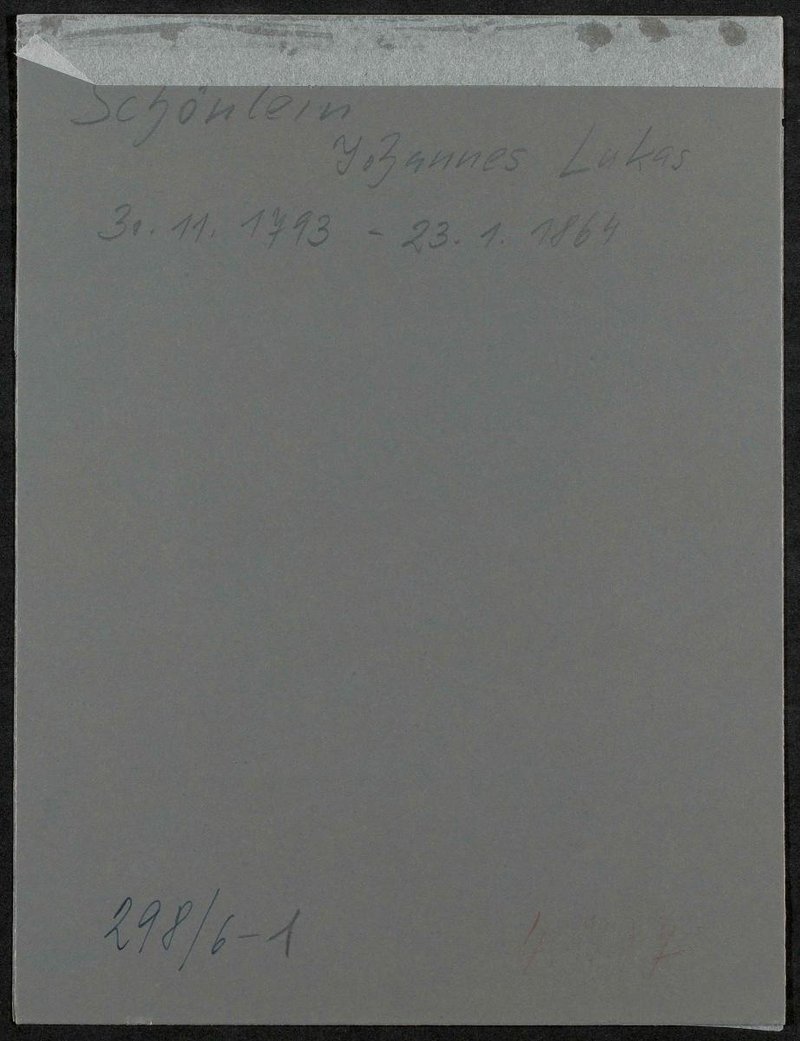 Schönlein
Johannes Lukas
30. 11. 1793 - 23. 1. 1864
298/6-1